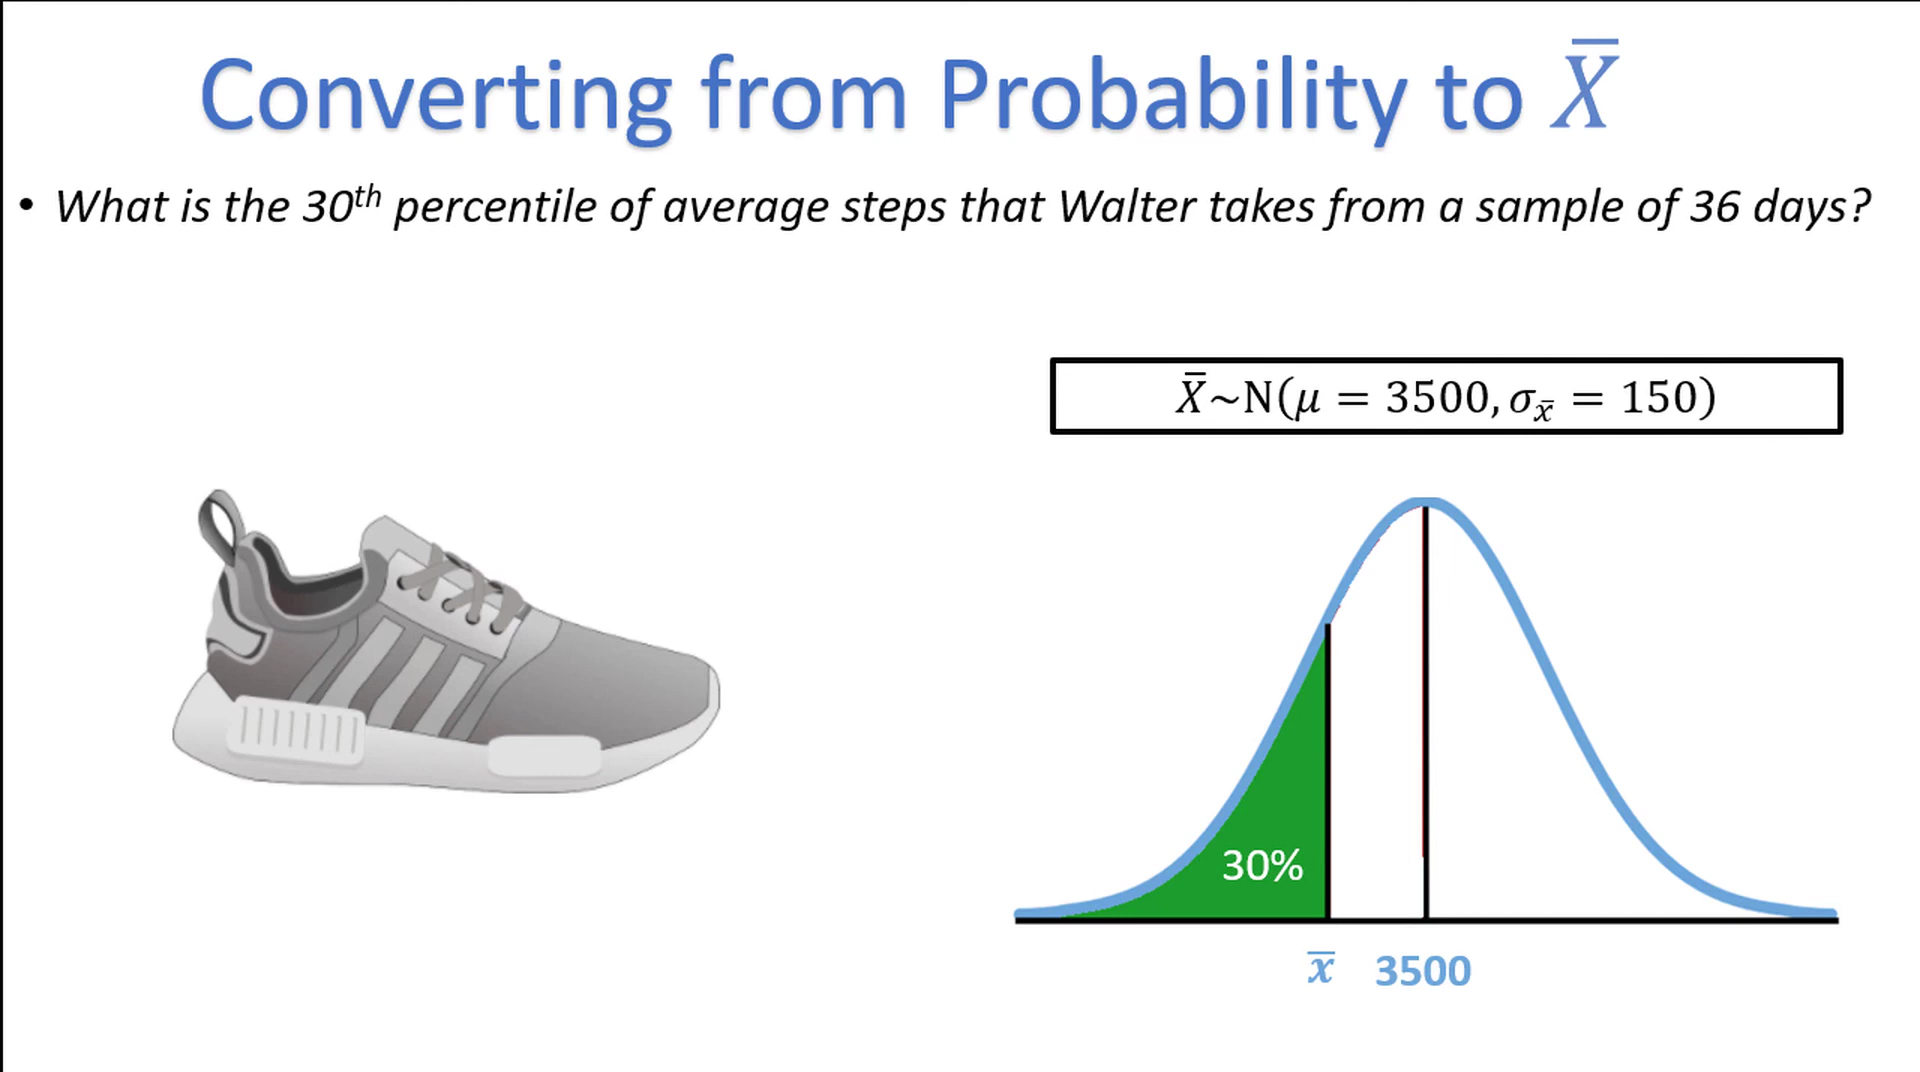 Converting from Probability to X̅
• What is the 30th percentile of average steps that Walter takes from a sample of 36 days?
X̅~N(μ = 3500, σx̅ = 150)
30%
x̅ 3500